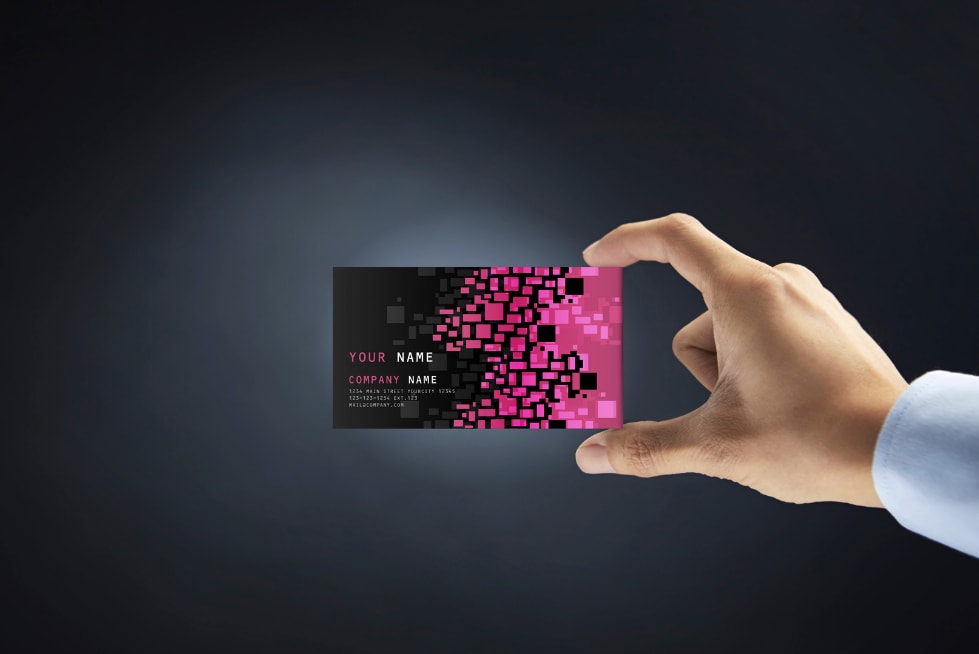 YOUR NAME
COMPANY NAME
1234 MAIN STREET YOURCITY 12345
123-123-1234 EXT.123
MAIL@COMPANY.COM